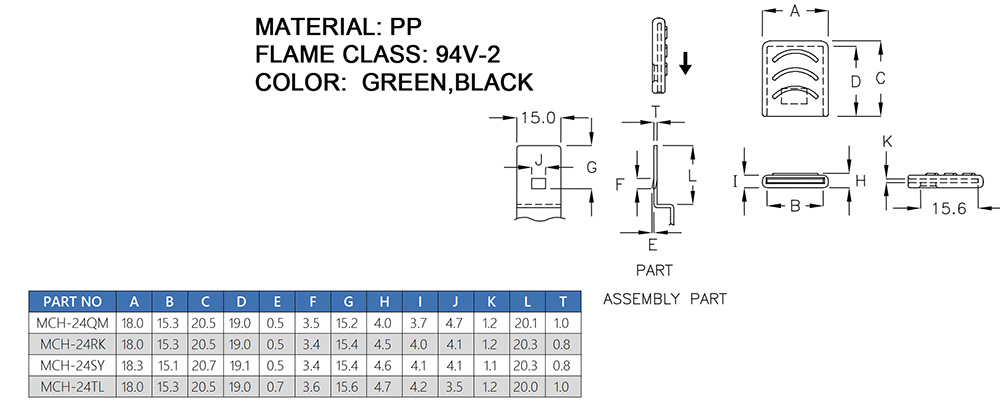 MATERIAL: PP
FLAME CLASS: 94V-2
COLOR: GREEN,BLACK
A
D
C
T
15.0
J
G
F
L
E
K
I
H
B
15.6
PART
ASSEMBLY PART
PART NO A B C D E F G H I J K L T
MCH-24QM 18.0 15.3 20.5 19.0 0.5 3.5 15.2 4.0 3.7 4.7 1.2 20.1 1.0
MCH-24RK 18.0 15.3 20.5 19.0 0.5 3.4 15.4 4.5 4.0 4.1 1.2 20.3 0.8
MCH-24SY 18.3 15.1 20.7 19.1 0.5 3.4 15.4 4.6 4.1 4.1 1.1 20.3 0.8
MCH-24TL 18.0 15.3 20.5 19.0 0.7 3.6 15.6 4.7 4.2 3.5 1.2 20.0 1.0